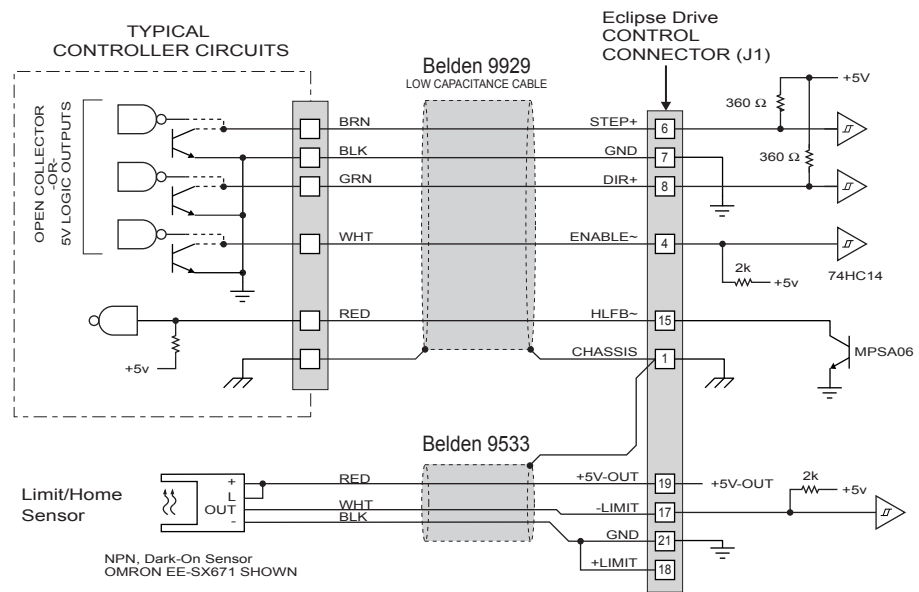 TYPICAL
CONTROLLER CIRCUITS
Eclipse Drive
CONTROL
CONNECTOR (J1)
Belden 9929
LOW CAPACITANCE CABLE
OPEN COLLECTOR
-OR-
5V LOGIC OUTPUTS
+5V
360 Ω
BRN
STEP+
6
BLK
GND
7
360 Ω
GRN
DIR+
8
WHT
ENABLE~
4
2k
+5v
74HC14
RED
HLFB~
15
+5v
MPSA06
CHASSIS
1
Belden 9533
Limit/Home
Sensor
+
L
OUT
-
RED
+5V-OUT
19
+5V-OUT
2k
+5v
WHT
-LIMIT
17
BLK
GND
21
+LIMIT
18
NPN, Dark-On Sensor
OMRON EE-SX671 SHOWN